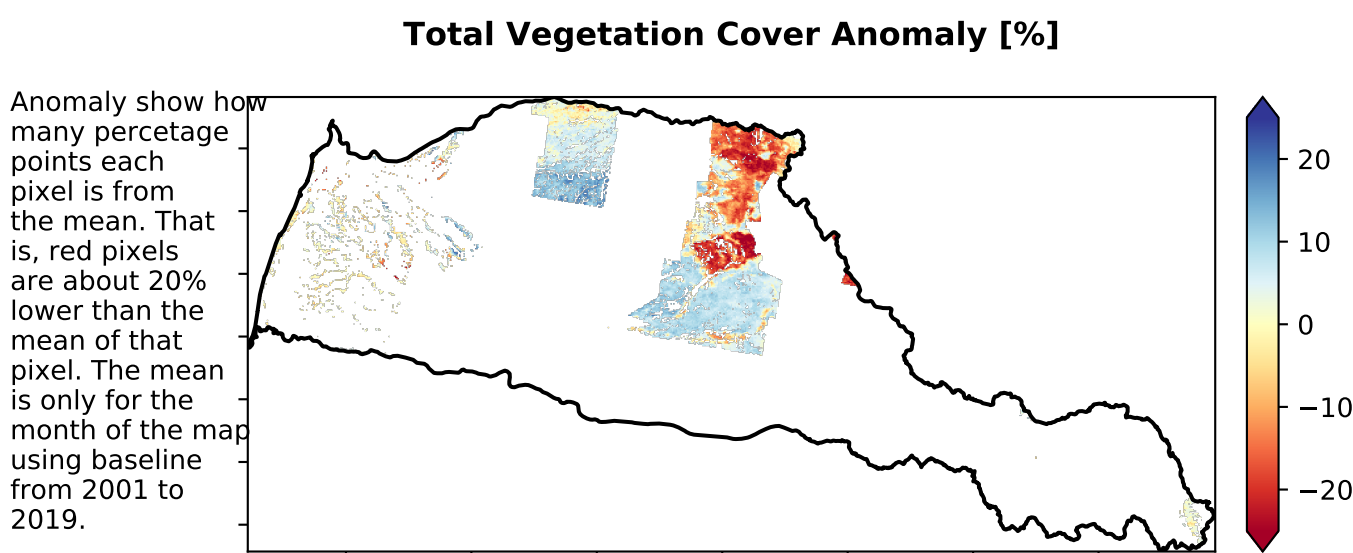 Total Vegetation Cover Anomaly [%]
Anomaly show how
many percetage
points each
pixel is from
the mean. That
is, red pixels
are about 20%
lower than the
mean of that
pixel. The mean
is only for the
month of the map
using baseline
from 2001 to
2019.
20
10
0
−10
−20